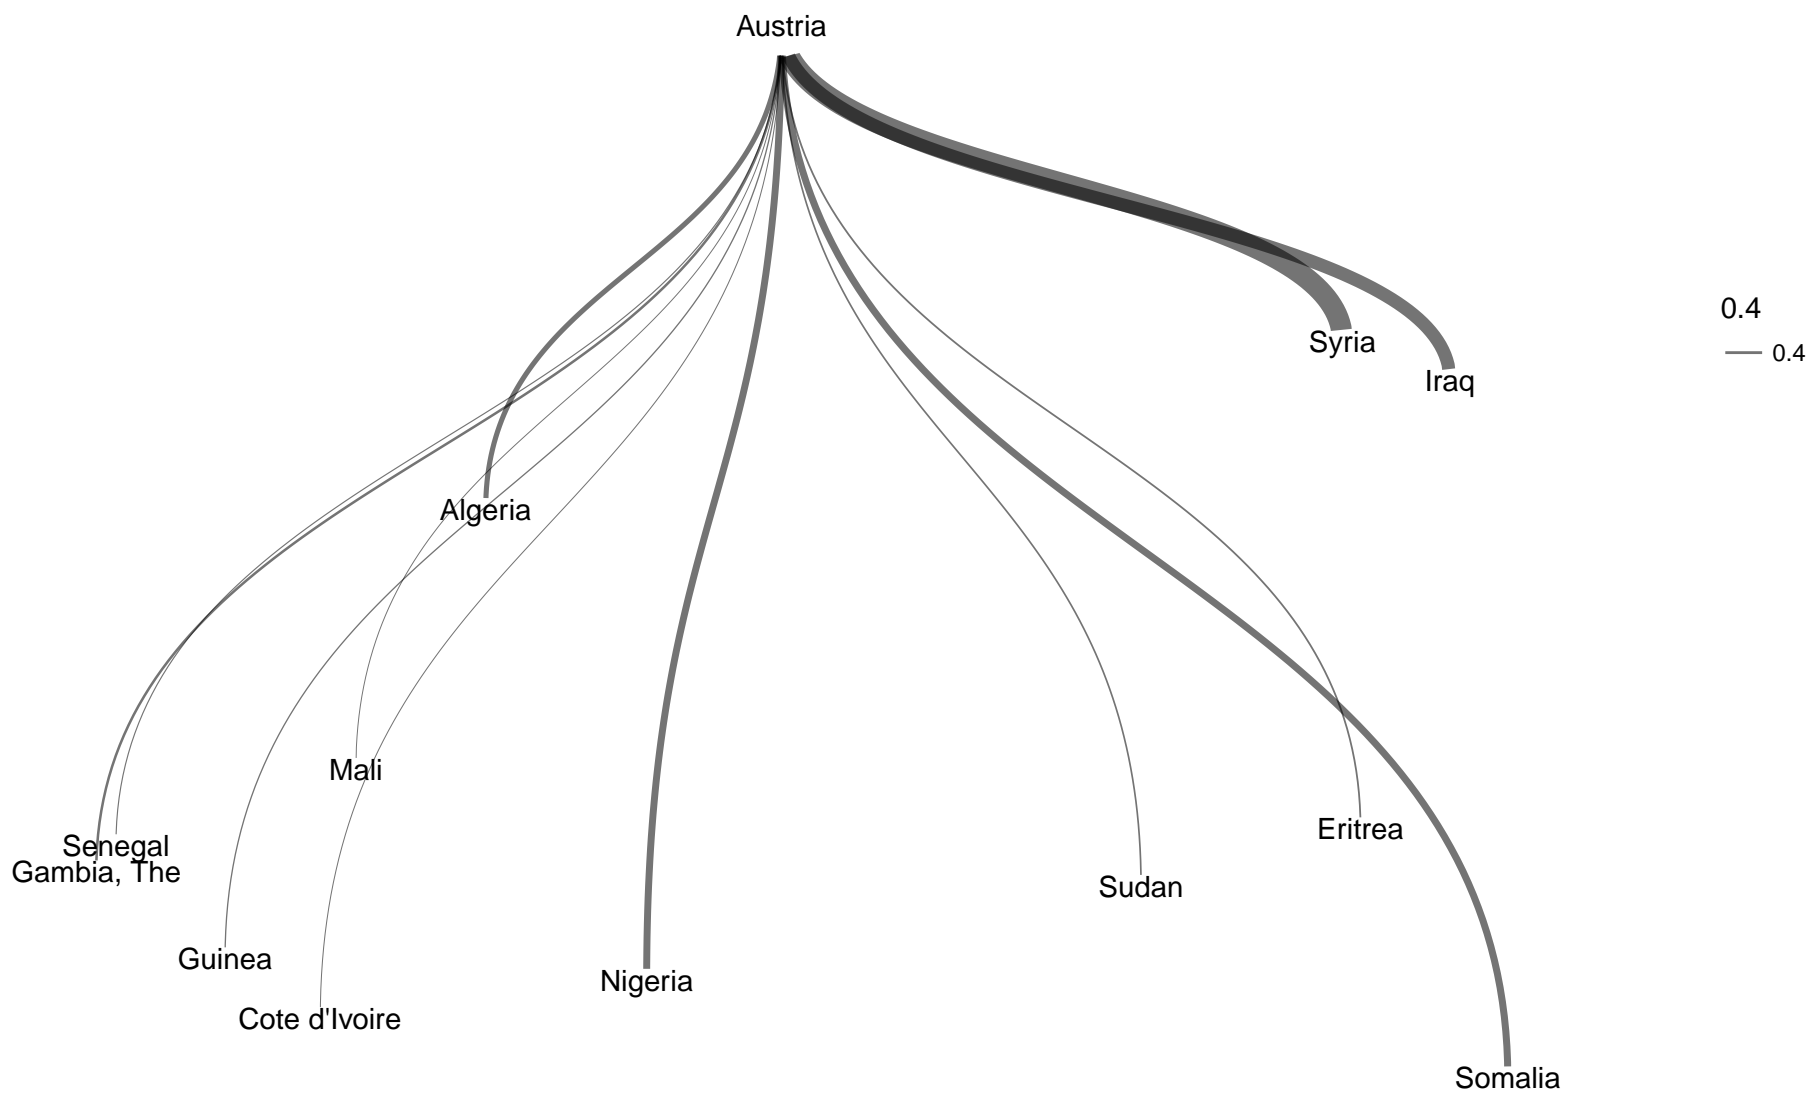 Austria
0.4
Syria
0.4
Iraq
Algeria
Mali
Eritrea
Senegal
Gambia, The
Sudan
Guinea
Nigeria
Cote d'Ivoire
Somalia